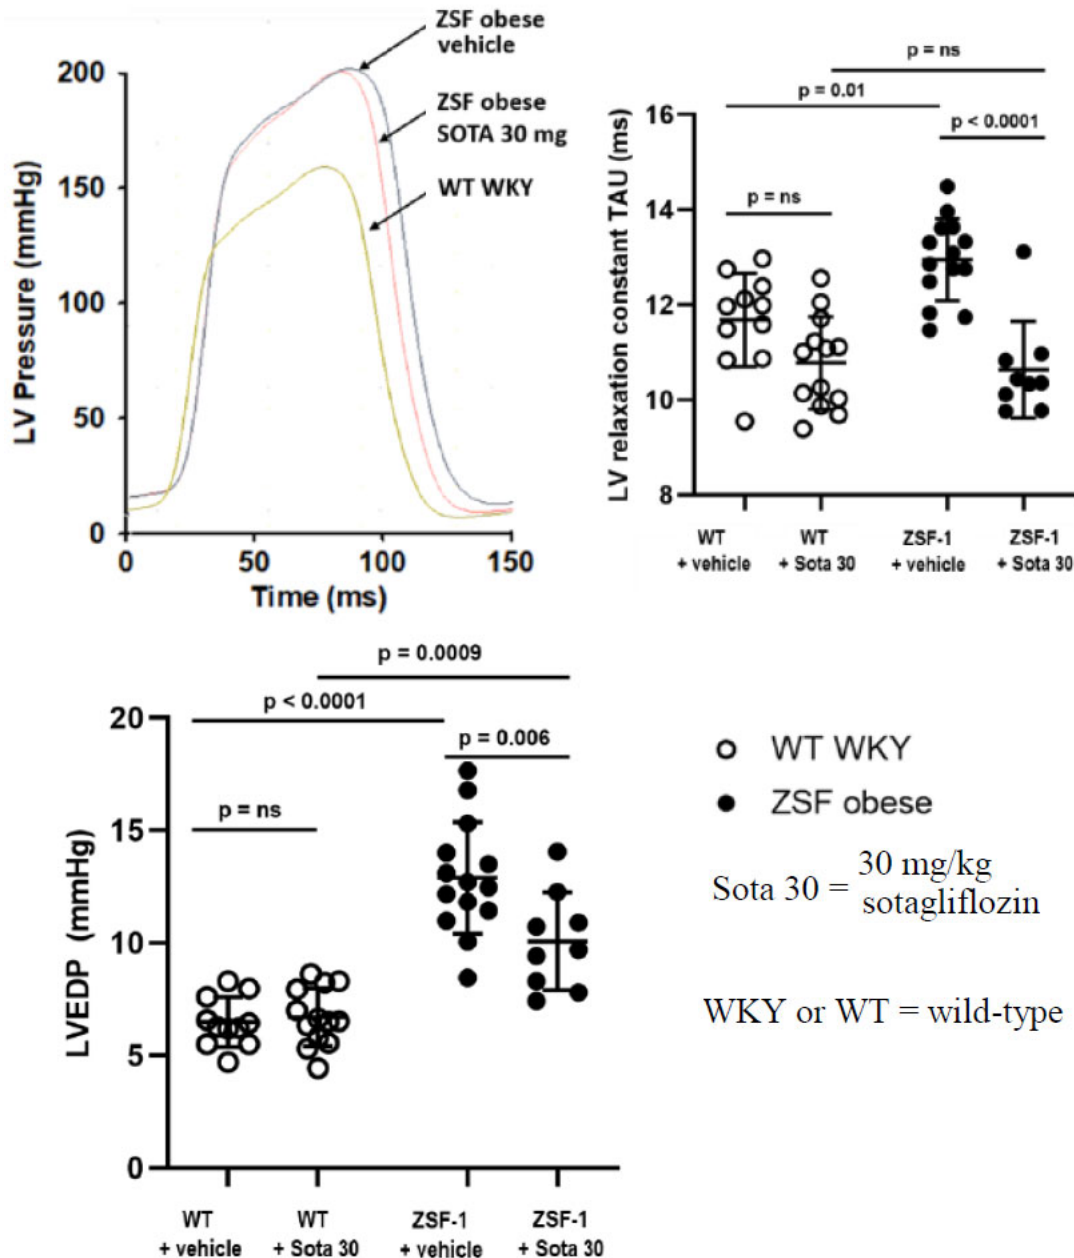 ZSF obese
vehicle
ZSF obese
SOTA 30 mg
WT WKY
LV Pressure (mmHg)
200
150
100
50
0
0 50 100 150
Time (ms)
p = ns
p = 0.01
p < 0.0001
p = ns
LV relaxation constant TAU (ms)
16
14
12
10
8
WT
+ vehicle
WT
+ Sota 30
ZSF-1
+ vehicle
ZSF-1
+ Sota 30
p = 0.0009
p < 0.0001
p = 0.006
p = ns
LVEDP (mmHg)
20
15
10
5
0
WT
+ vehicle
WT
+ Sota 30
ZSF-1
+ vehicle
ZSF-1
+ Sota 30
WT WKY
ZSF obese
Sota 30 = 30 mg/kg
sotagliflozin
WKY or WT = wild-type